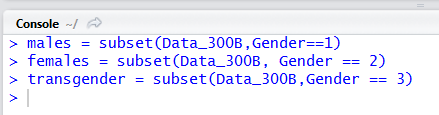 Console ~/
> males = subset(Data_300B,Gender==1)
> females = subset(Data_300B, Gender == 2)
> transgender = subset(Data_300B,Gender == 3)
>